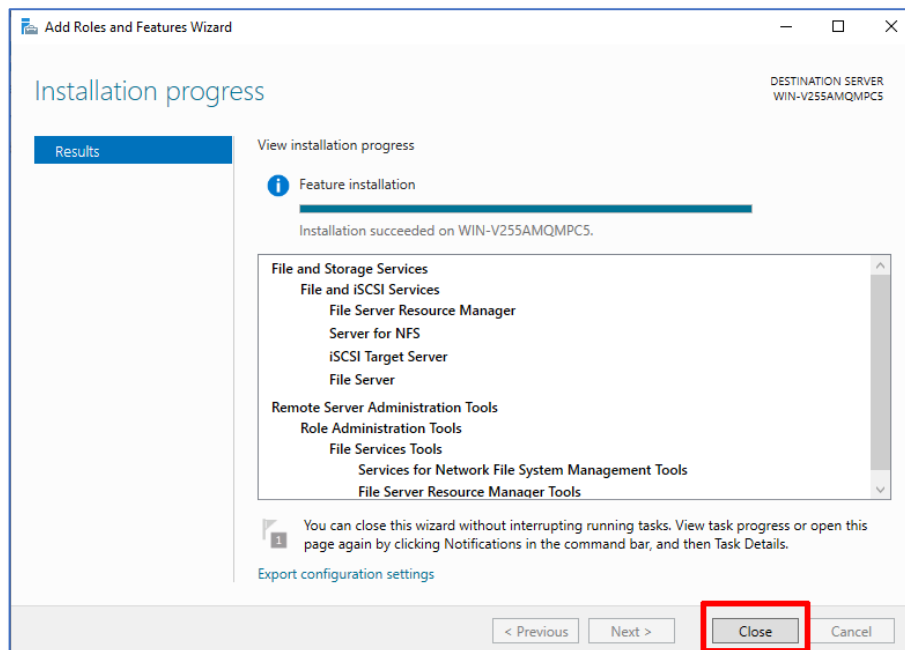 Add Roles and Features Wizard
Installation progress
DESTINATION SERVER
WIN-V255AMQMPC5
Results
View installation progress
Feature installation
Installation succeeded on WIN-V255AMQMPC5.
File and Storage Services
File and iSCSI Services
File Server Resource Manager
Server for NFS
iSCSI Target Server
File Server
Remote Server Administration Tools
Role Administration Tools
File Services Tools
Services for Network File System Management Tools
File Server Resource Manager Tools
1
You can close this wizard without interrupting running tasks. View task progress or open this
page again by clicking Notifications in the command bar, and then Task Details.
Export configuration settings
< Previous
Next >
Close
Cancel